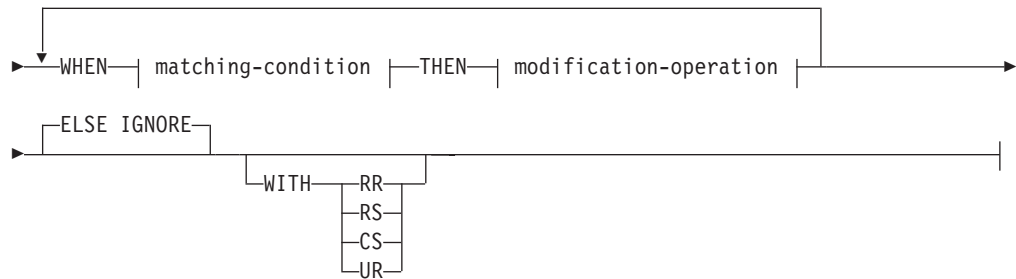 WHEN matching-condition THEN modification-operation
ELSE IGNORE
WITH RR
RS
CS
UR